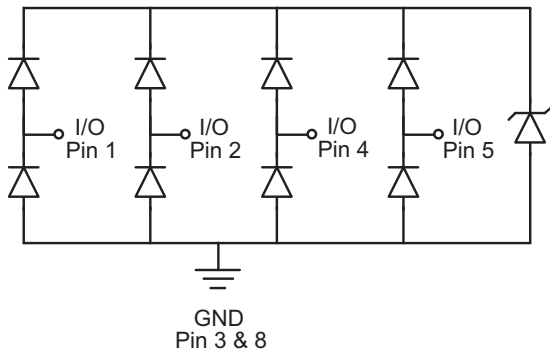 I/O
Pin 1
I/O
Pin 2
I/O
Pin 4
I/O
Pin 5
GND
Pin 3 & 8